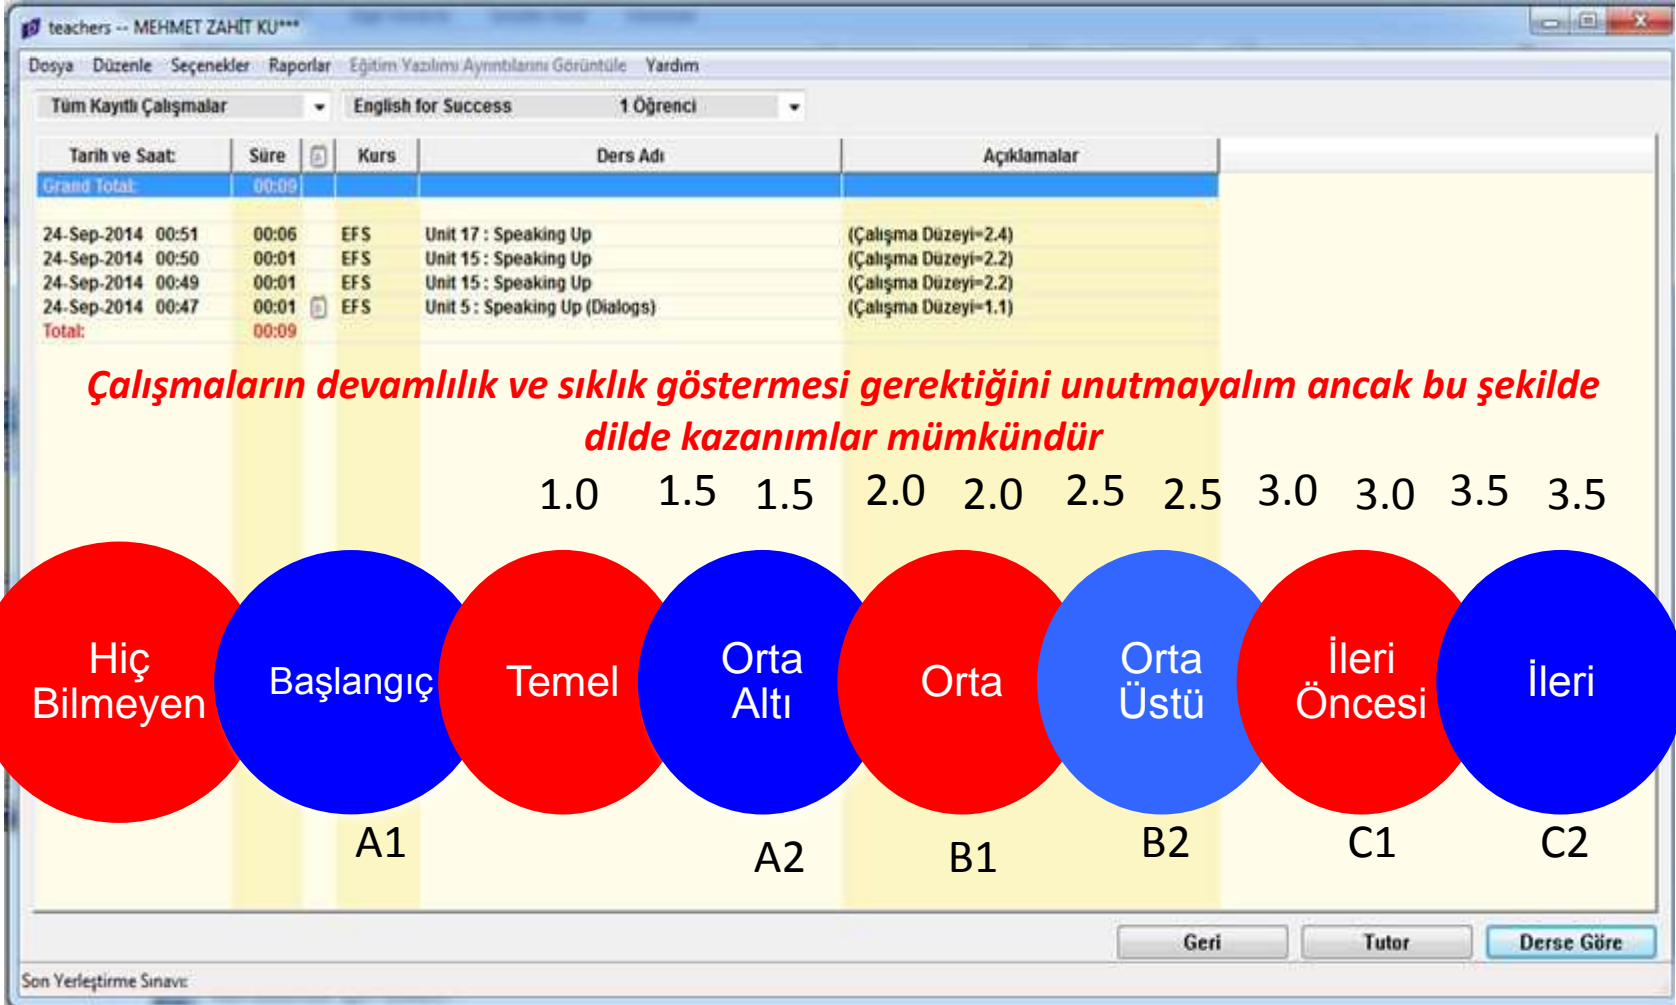 teachers -- MEHMET ZAHİT KU***
Dosya Düzenle Seçenekler Raporlar Eğitim Yazılımı Ayrıntılarını Görüntüle Yardım
Tüm Kayıtlı Çalışmalar English for Success 1 Öğrenci
Tarih ve Saat: Süre Kurs Ders Adı Açıklamalar
Grand Total: 00:09
24-Sep-2014 00:51 00:06 EFS Unit 17 : Speaking Up (Çalışma Düzeyi=2.4)
24-Sep-2014 00:50 00:01 EFS Unit 15 : Speaking Up (Çalışma Düzeyi=2.2)
24-Sep-2014 00:49 00:01 EFS Unit 15 : Speaking Up (Çalışma Düzeyi=2.2)
24-Sep-2014 00:47 00:01 EFS Unit 5 : Speaking Up (Dialogs) (Çalışma Düzeyi=1.1)
Total: 00:09
Çalışmaların devamlılık ve sıklık göstermesi gerektiğini unutmayalım ancak bu şekilde
dilde kazanımlar mümkündür
1.0 1.5 1.5 2.0 2.0 2.5 2.5 3.0 3.0 3.5 3.5
Hiç
Bilmeyen
Başlangıç
Temel
Orta
Altı
Orta
Orta
Üstü
İleri
Öncesi
İleri
A1 A2 B1 B2 C1 C2
Geri Tutor Derse Göre
Son Yerleştirme Sınavı: